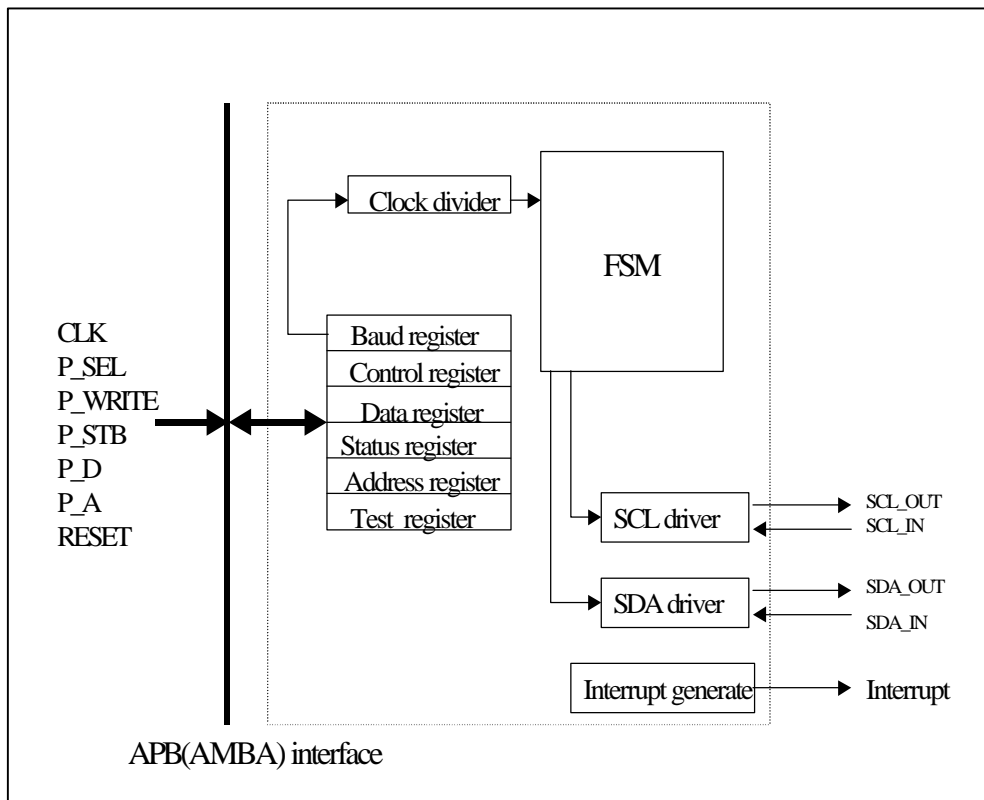 Clock divider
FSM
CLK
P_SEL
P_WRITE
P_STB
P_D
P_A
RESET
Baud register
Control register
Data register
Status register
Address register
Test register
SCL driver
SCL_OUT
SCL_IN
SDA driver
SDA_OUT
SDA_IN
Interrupt generate
Interrupt
APB(AMBA) interface